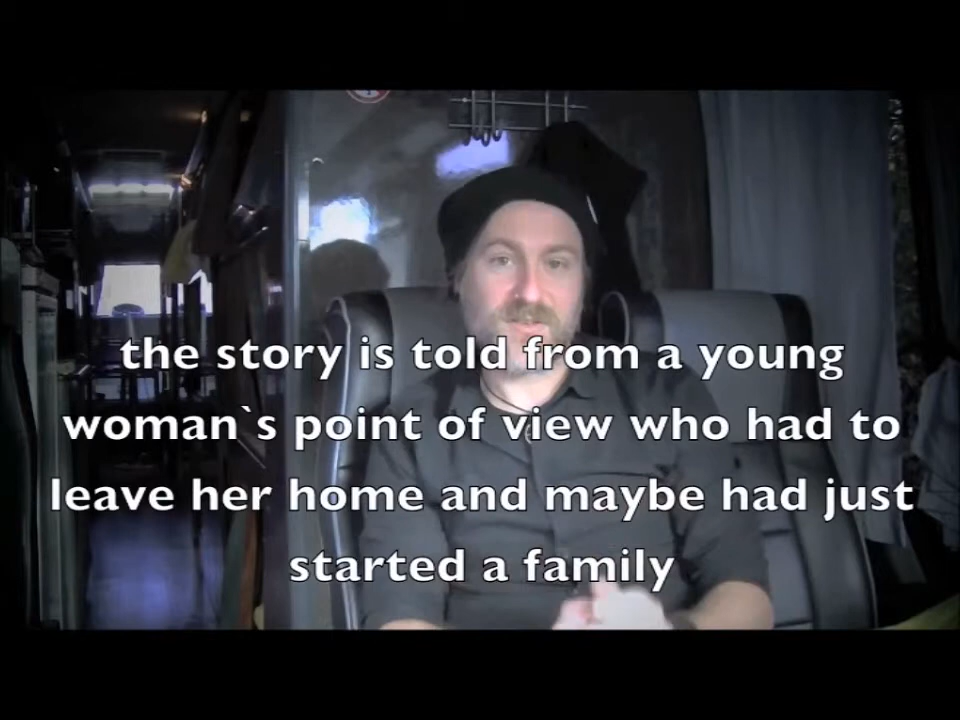 the story is told from a young
woman`s point of view who had to
leave her home and maybe had just
started a family